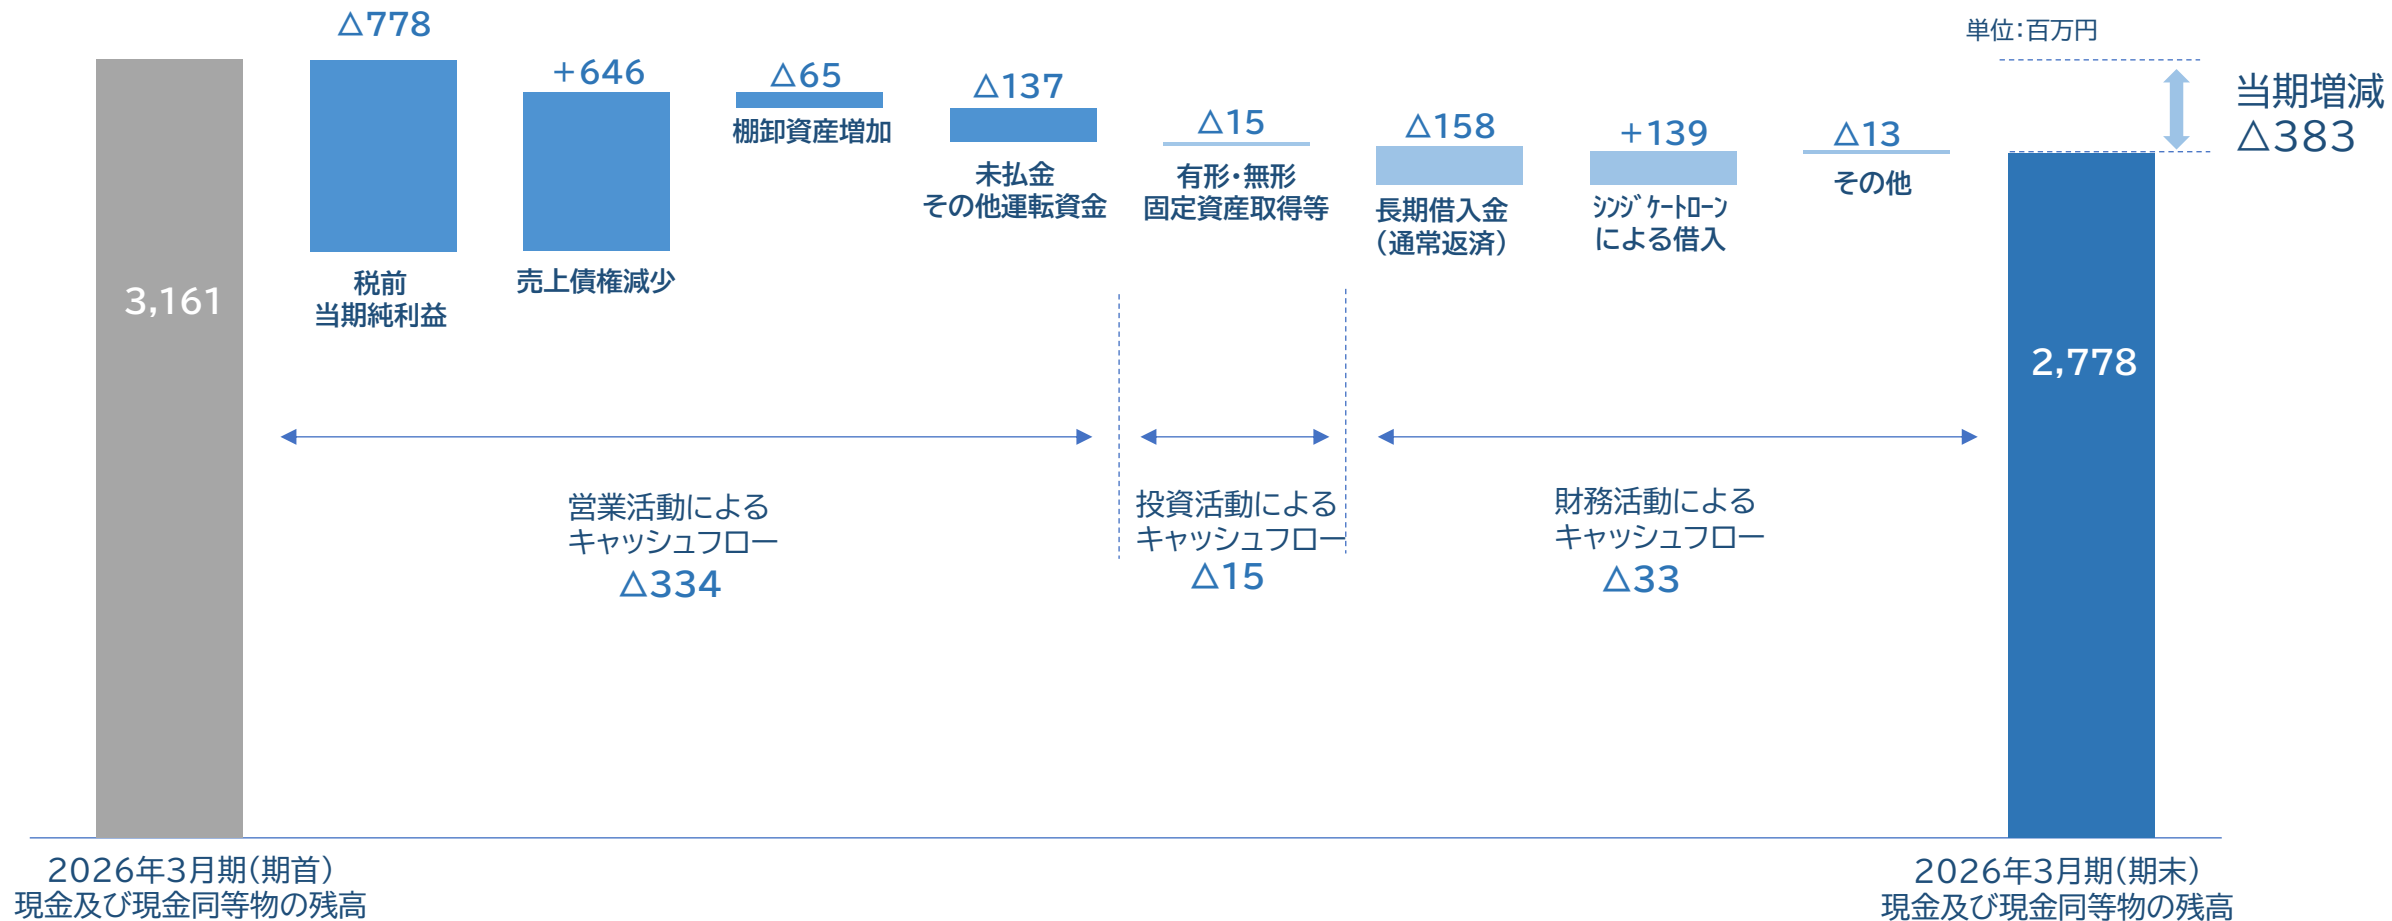 単位：百万円
△778
+646
△65
△137
△15
△158
+139
△13
当期増減
△383
3,161
税前
当期純利益
売上債権減少
棚卸資産増加
未払金
その他運転資金
有形・無形
固定資産取得等
長期借入金
（通常返済）
ｼﾝｼﾞｹｰﾄﾛｰﾝ
による借入
その他
2,778
営業活動による
キャッシュフロー
△334
投資活動による
キャッシュフロー
△15
財務活動による
キャッシュフロー
△33
2026年3月期（期首）
現金及び現金同等物の残高
2026年3月期（期末）
現金及び現金同等物の残高